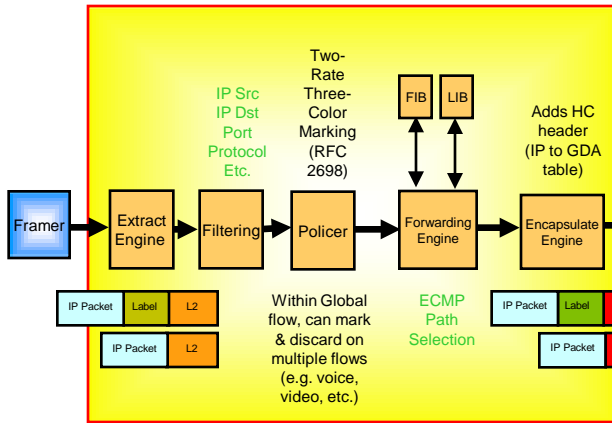 Two-
Rate
Three-
Color
Marking
(RFC
2698)
IP Src
IP Dst
Port
Protocol
Etc.
FIB
LIB
Adds HC
header
(IP to GDA
table)
Framer
Extract
Engine
Filtering
Policer
Forwarding
Engine
Encapsulate
Engine
IP Packet Label L2
IP Packet L2
Within Global
flow, can mark
& discard on
multiple flows
(e.g. voice,
video, etc.)
ECMP
Path
Selection
IP Packet Label
IP Packet